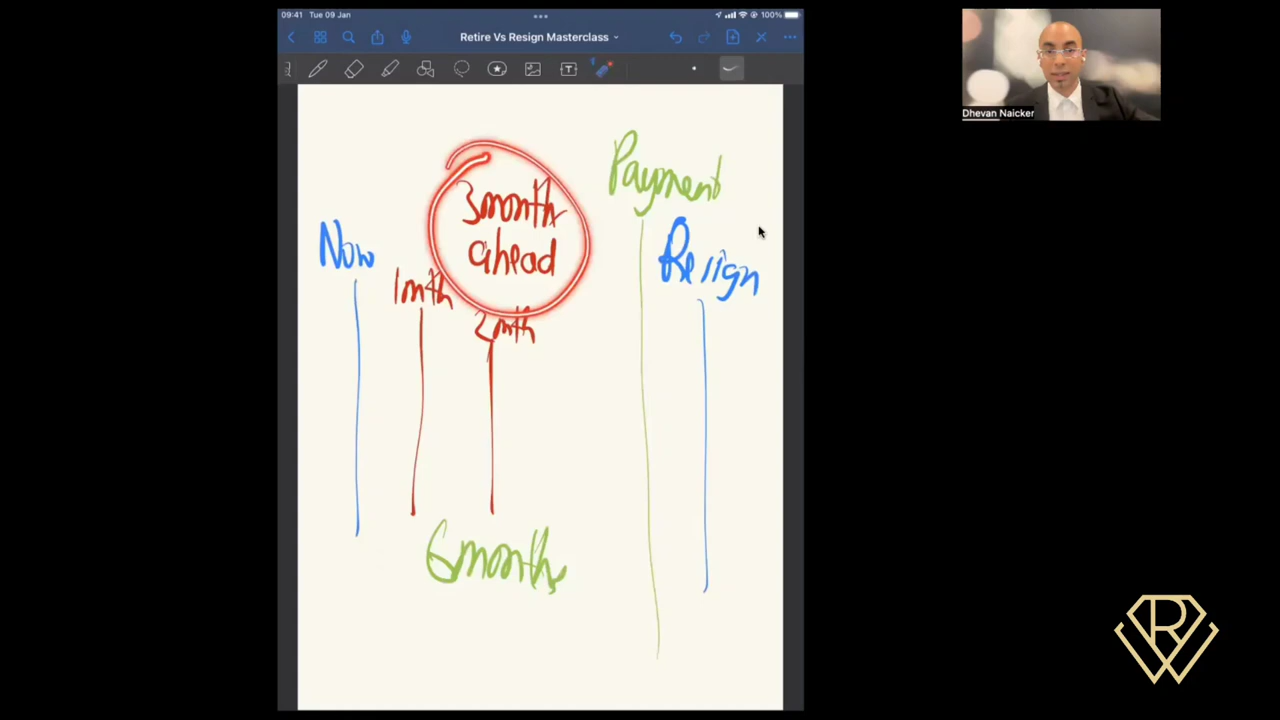 09:41 Tue 09 Jan
100%
Retire Vs Resign Masterclass
T
Dhevan Naicker
Payment
3month
ahead
Now
Resign
1mth
2mth
6months
RW